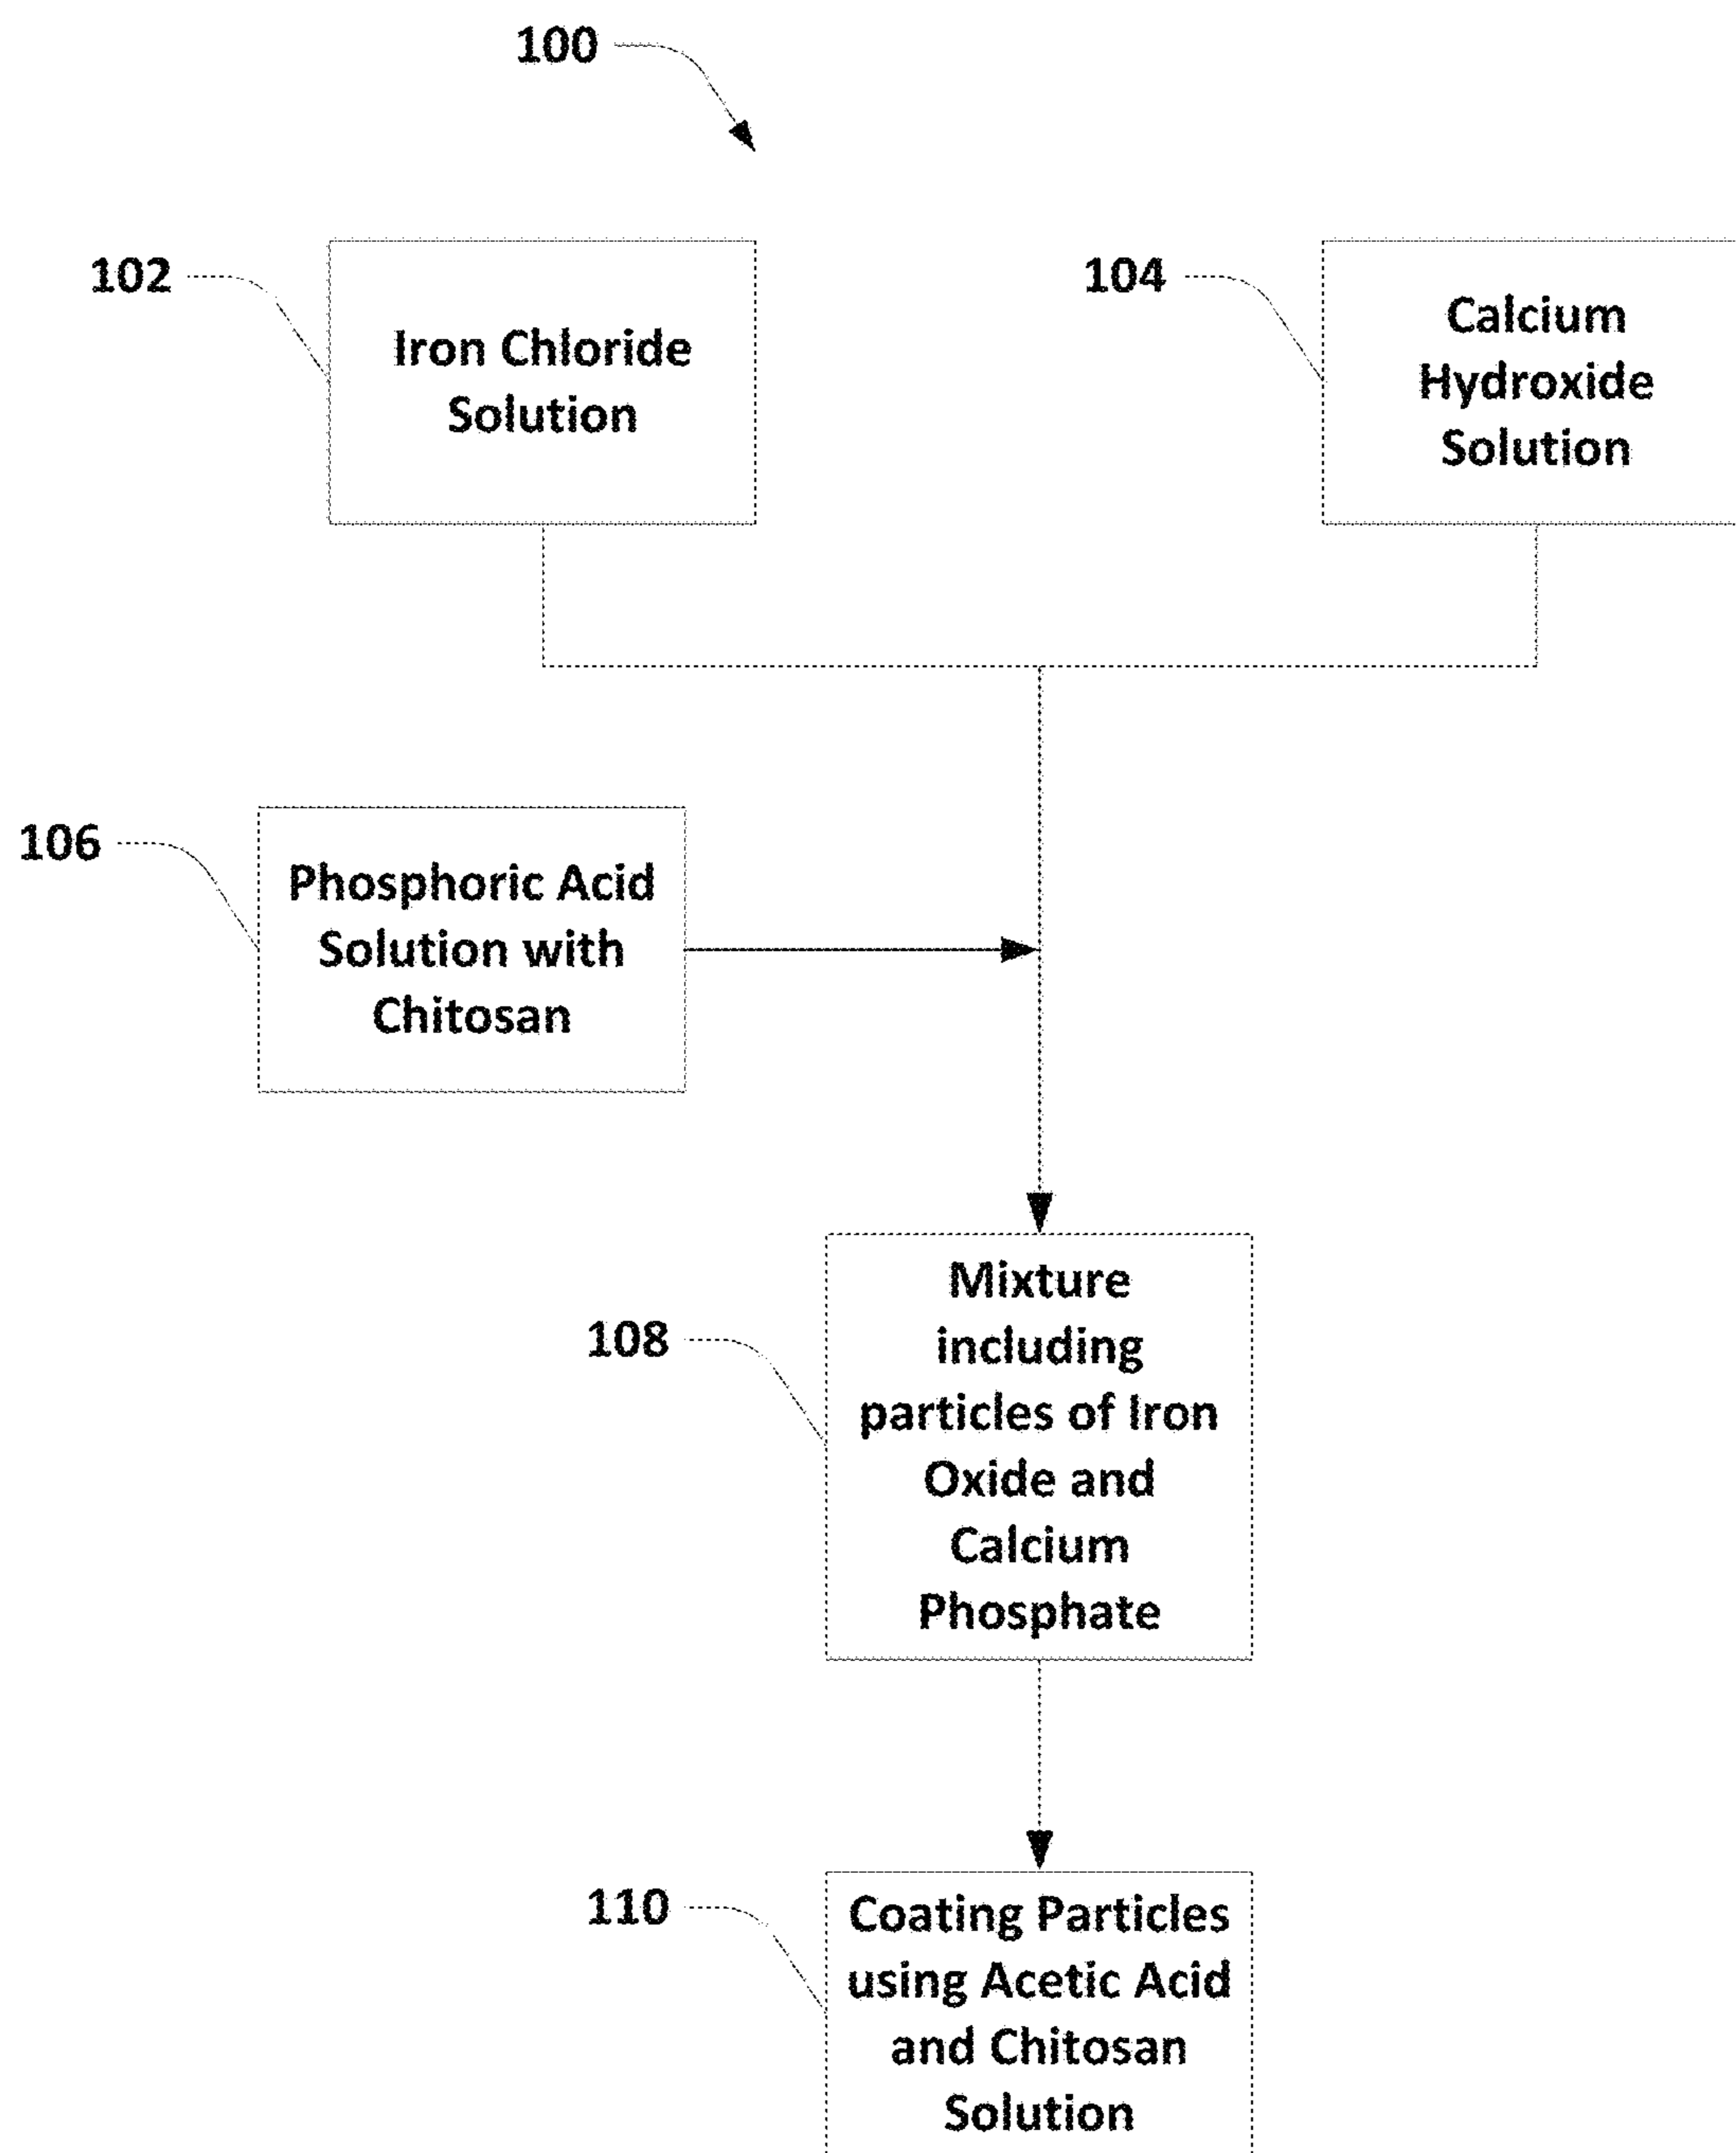 100
102
Iron Chloride
Solution
104
Calcium
Hydroxide
Solution
106
Phosphoric Acid
Solution with
Chitosan
108
Mixture
including
particles of Iron
Oxide and
Calcium
Phosphate
110
Coating Particles
using Acetic Acid
and Chitosan
Solution